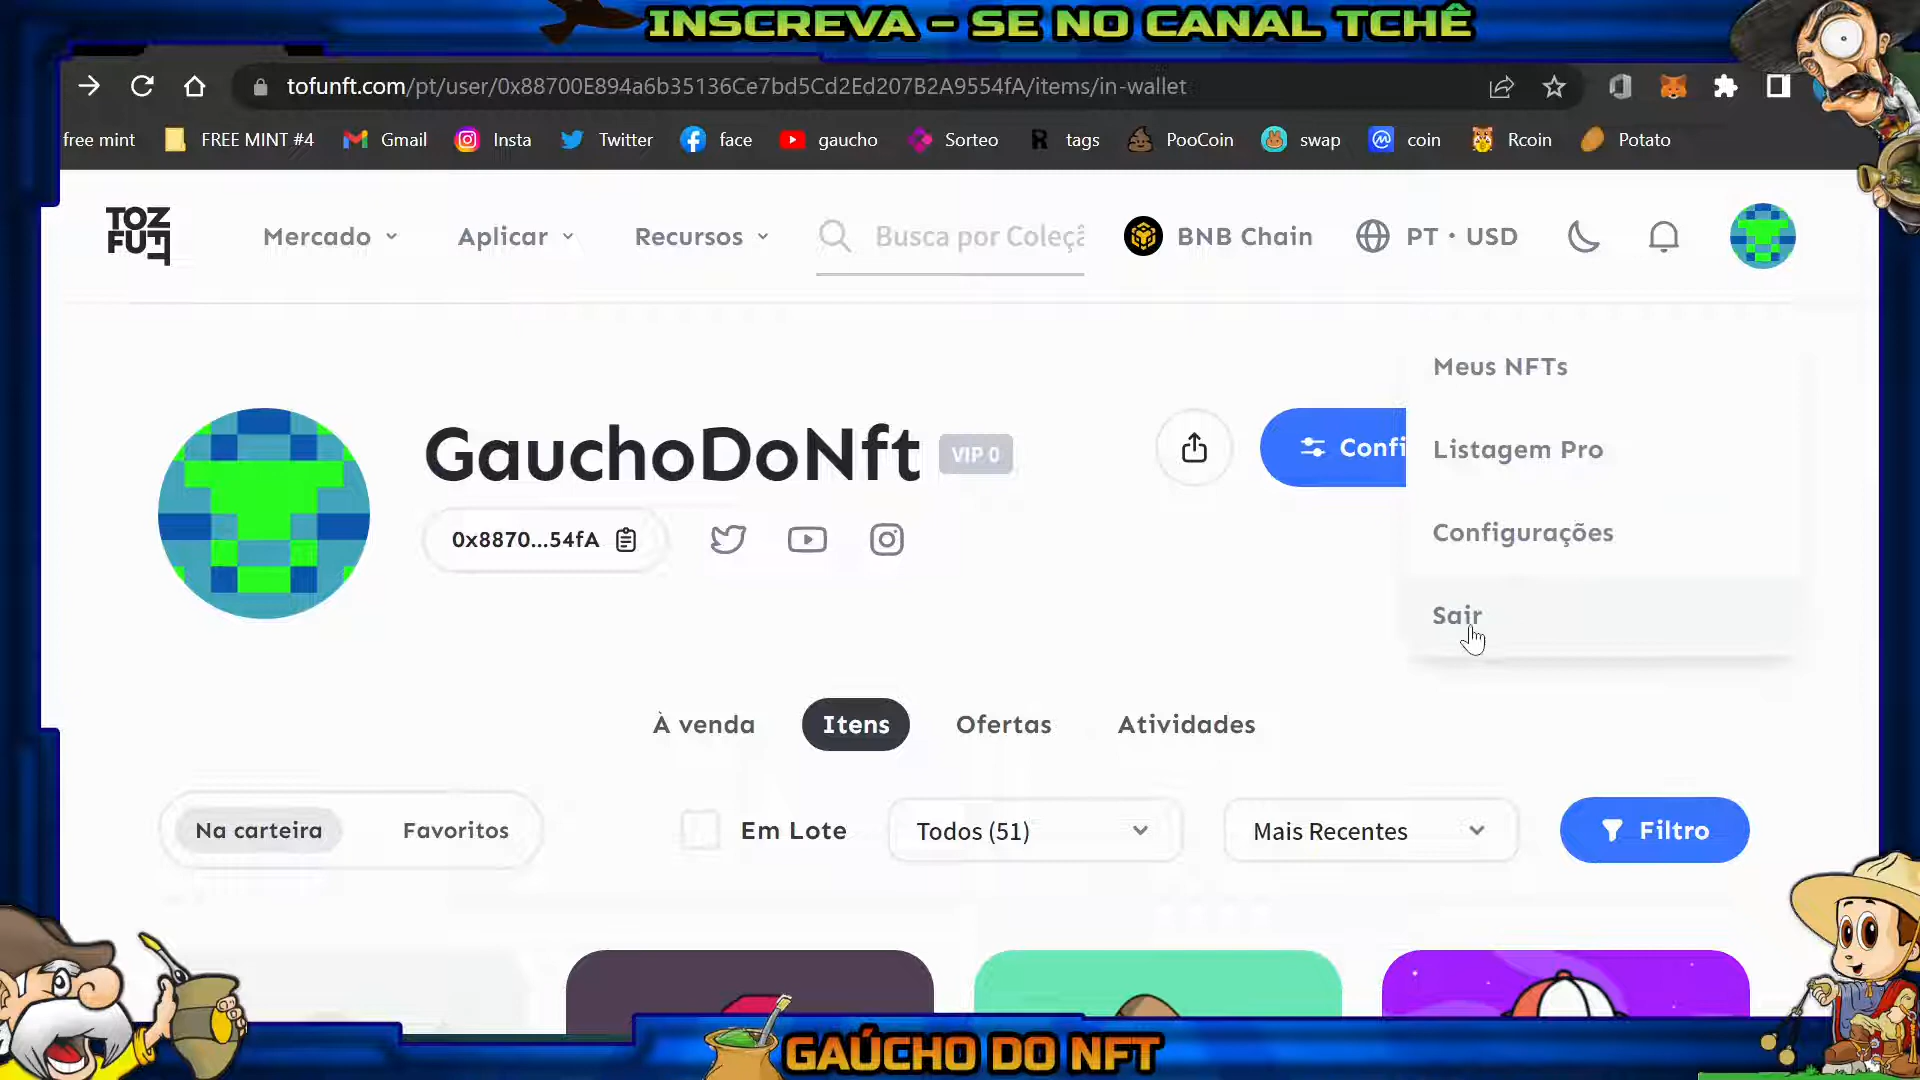 INSCREVA - SE NO CANAL TCHÊ
tofunft.com/pt/user/0x88700E894a6b35136Ce7bd5Cd2Ed207B2A9554fA/items/in-wallet
free mint FREE MINT #4 Gmail Insta Twitter face gaucho Sorteo tags PooCoin swap coin Rcoin Potato
TOFUNFT Mercado Aplicar Recursos Busca por Coleçã BNB Chain PT • USD
Meus NFTs
GauchoDoNft VIP 0 Confi
Listagem Pro
0x8870...54fA
Configurações
Sair
À venda Itens Ofertas Atividades
Na carteira Favoritos Em Lote Todos (51) Mais Recentes Filtro
GAÚCHO DO NFT